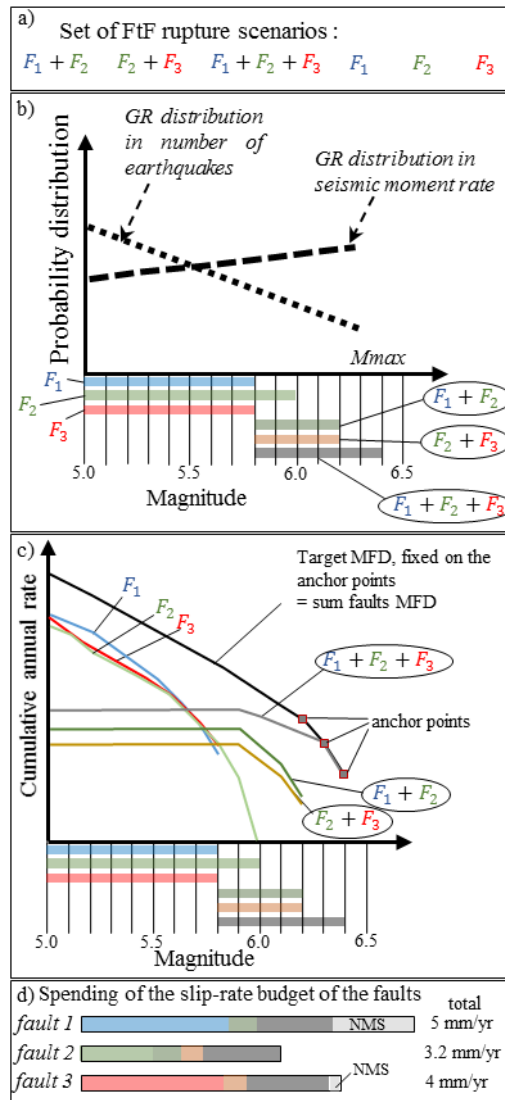 a)
Set of FtF rupture scenarios :
F₁ + F₂ F₂ + F₃ F₁ + F₂ + F₃ F₁ F₂ F₃
b)
GR distribution
in number of
earthquakes
GR distribution in
seismic moment rate
Probability distribution
Mmax
F₁
F₂
F₃
F₁ + F₂
F₂ + F₃
F₁ + F₂ + F₃
5.0 5.5 6.0 6.5
Magnitude
c)
Target MFD, fixed on the
anchor points
= sum faults MFD
F₁
F₂
F₃
F₁ + F₂ + F₃
anchor points
Cumulative annual rate
F₁ + F₂
F₂ + F₃
5.0 5.5 6.0 6.5
Magnitude
d) Spending of the slip-rate budget of the faults
total
fault 1 NMS 5 mm/yr
fault 2 3.2 mm/yr
NMS
fault 3 4 mm/yr